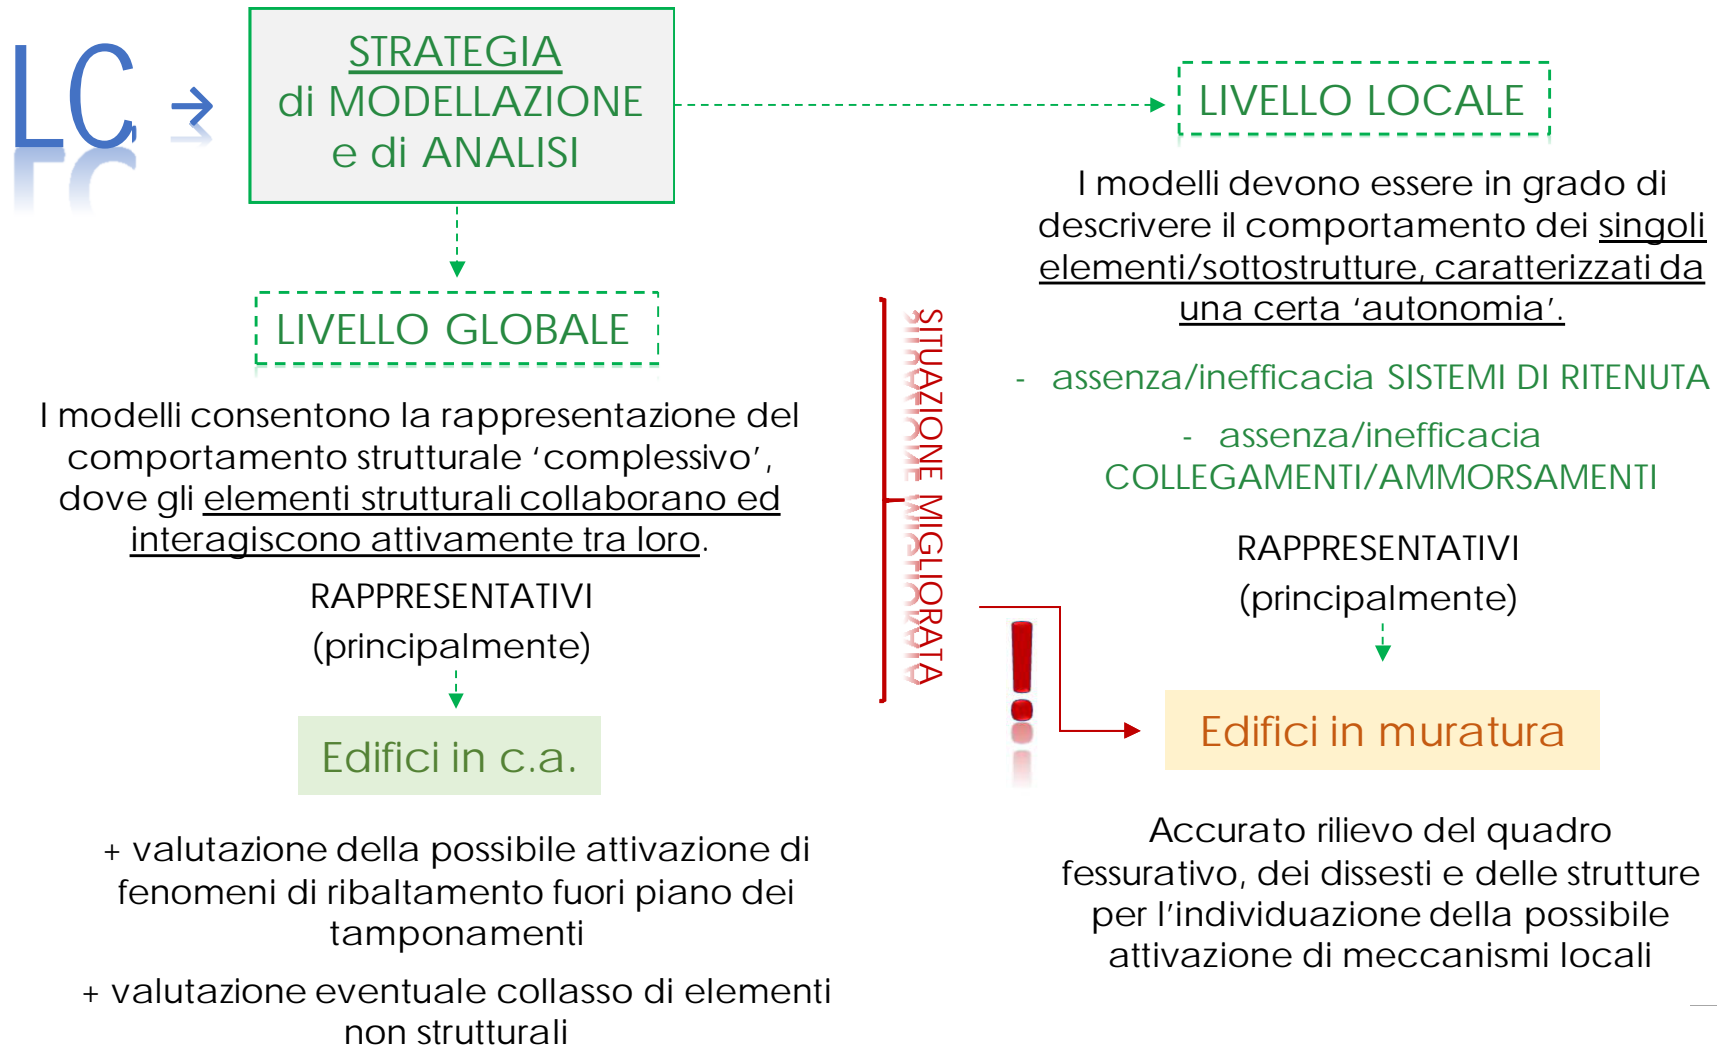 LC,
→
STRATEGIA
di MODELLAZIONE
e di ANALISI
LIVELLO GLOBALE
I modelli consentono la rappresentazione del
comportamento strutturale ‘complessivo’,
dove gli elementi strutturali collaborano ed
interagiscono attivamente tra loro.
RAPPRESENTATIVI
(principalmente)
Edifici in c.a.
+ valutazione della possibile attivazione di
fenomeni di ribaltamento fuori piano dei
tamponamenti
+ valutazione eventuale collasso di elementi
non strutturali
SITUAZIONE MIGLIORATA
!
LIVELLO LOCALE
I modelli devono essere in grado di
descrivere il comportamento dei singoli
elementi/sottostrutture, caratterizzati da
una certa ‘autonomia’.
- assenza/inefficacia SISTEMI DI RITENUTA
- assenza/inefficacia
COLLEGAMENTI/AMMORSAMENTI
RAPPRESENTATIVI
(principalmente)
Edifici in muratura
Accurato rilievo del quadro
fessurativo, dei dissesti e delle strutture
per l’individuazione della possibile
attivazione di meccanismi locali